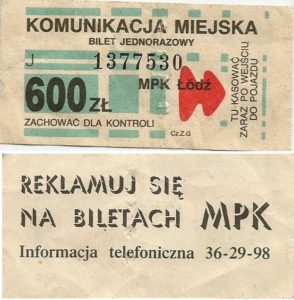 KOMUNIKACJA MIEJSKA
BILET JEDNORAZOWY
J 1377530
MPK Łódź
600 ZŁ
ZACHOWAĆ DLA KONTROLI
Cz.Z.G
TU KASOWAĆ
ZARAZ PO WEJŚCIU
DO POJAZDU
REKLAMUJ SIĘ
NA BILETACH MPK
Informacja telefoniczna 36-29-98